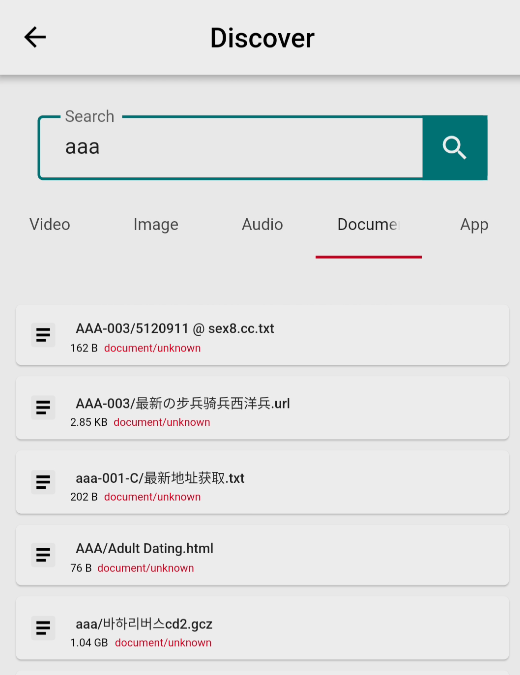 Discover
Search
aaa
Video Image Audio Docume App
AAA-003/5120911 @ sex8.cc.txt
162 B document/unknown
AAA-003/最新の步兵骑兵西洋兵.url
2.85 KB document/unknown
aaa-001-C/最新地址获取.txt
202 B document/unknown
AAA/Adult Dating.html
76 B document/unknown
aaa/바하리버스cd2.gcz
1.04 GB document/unknown